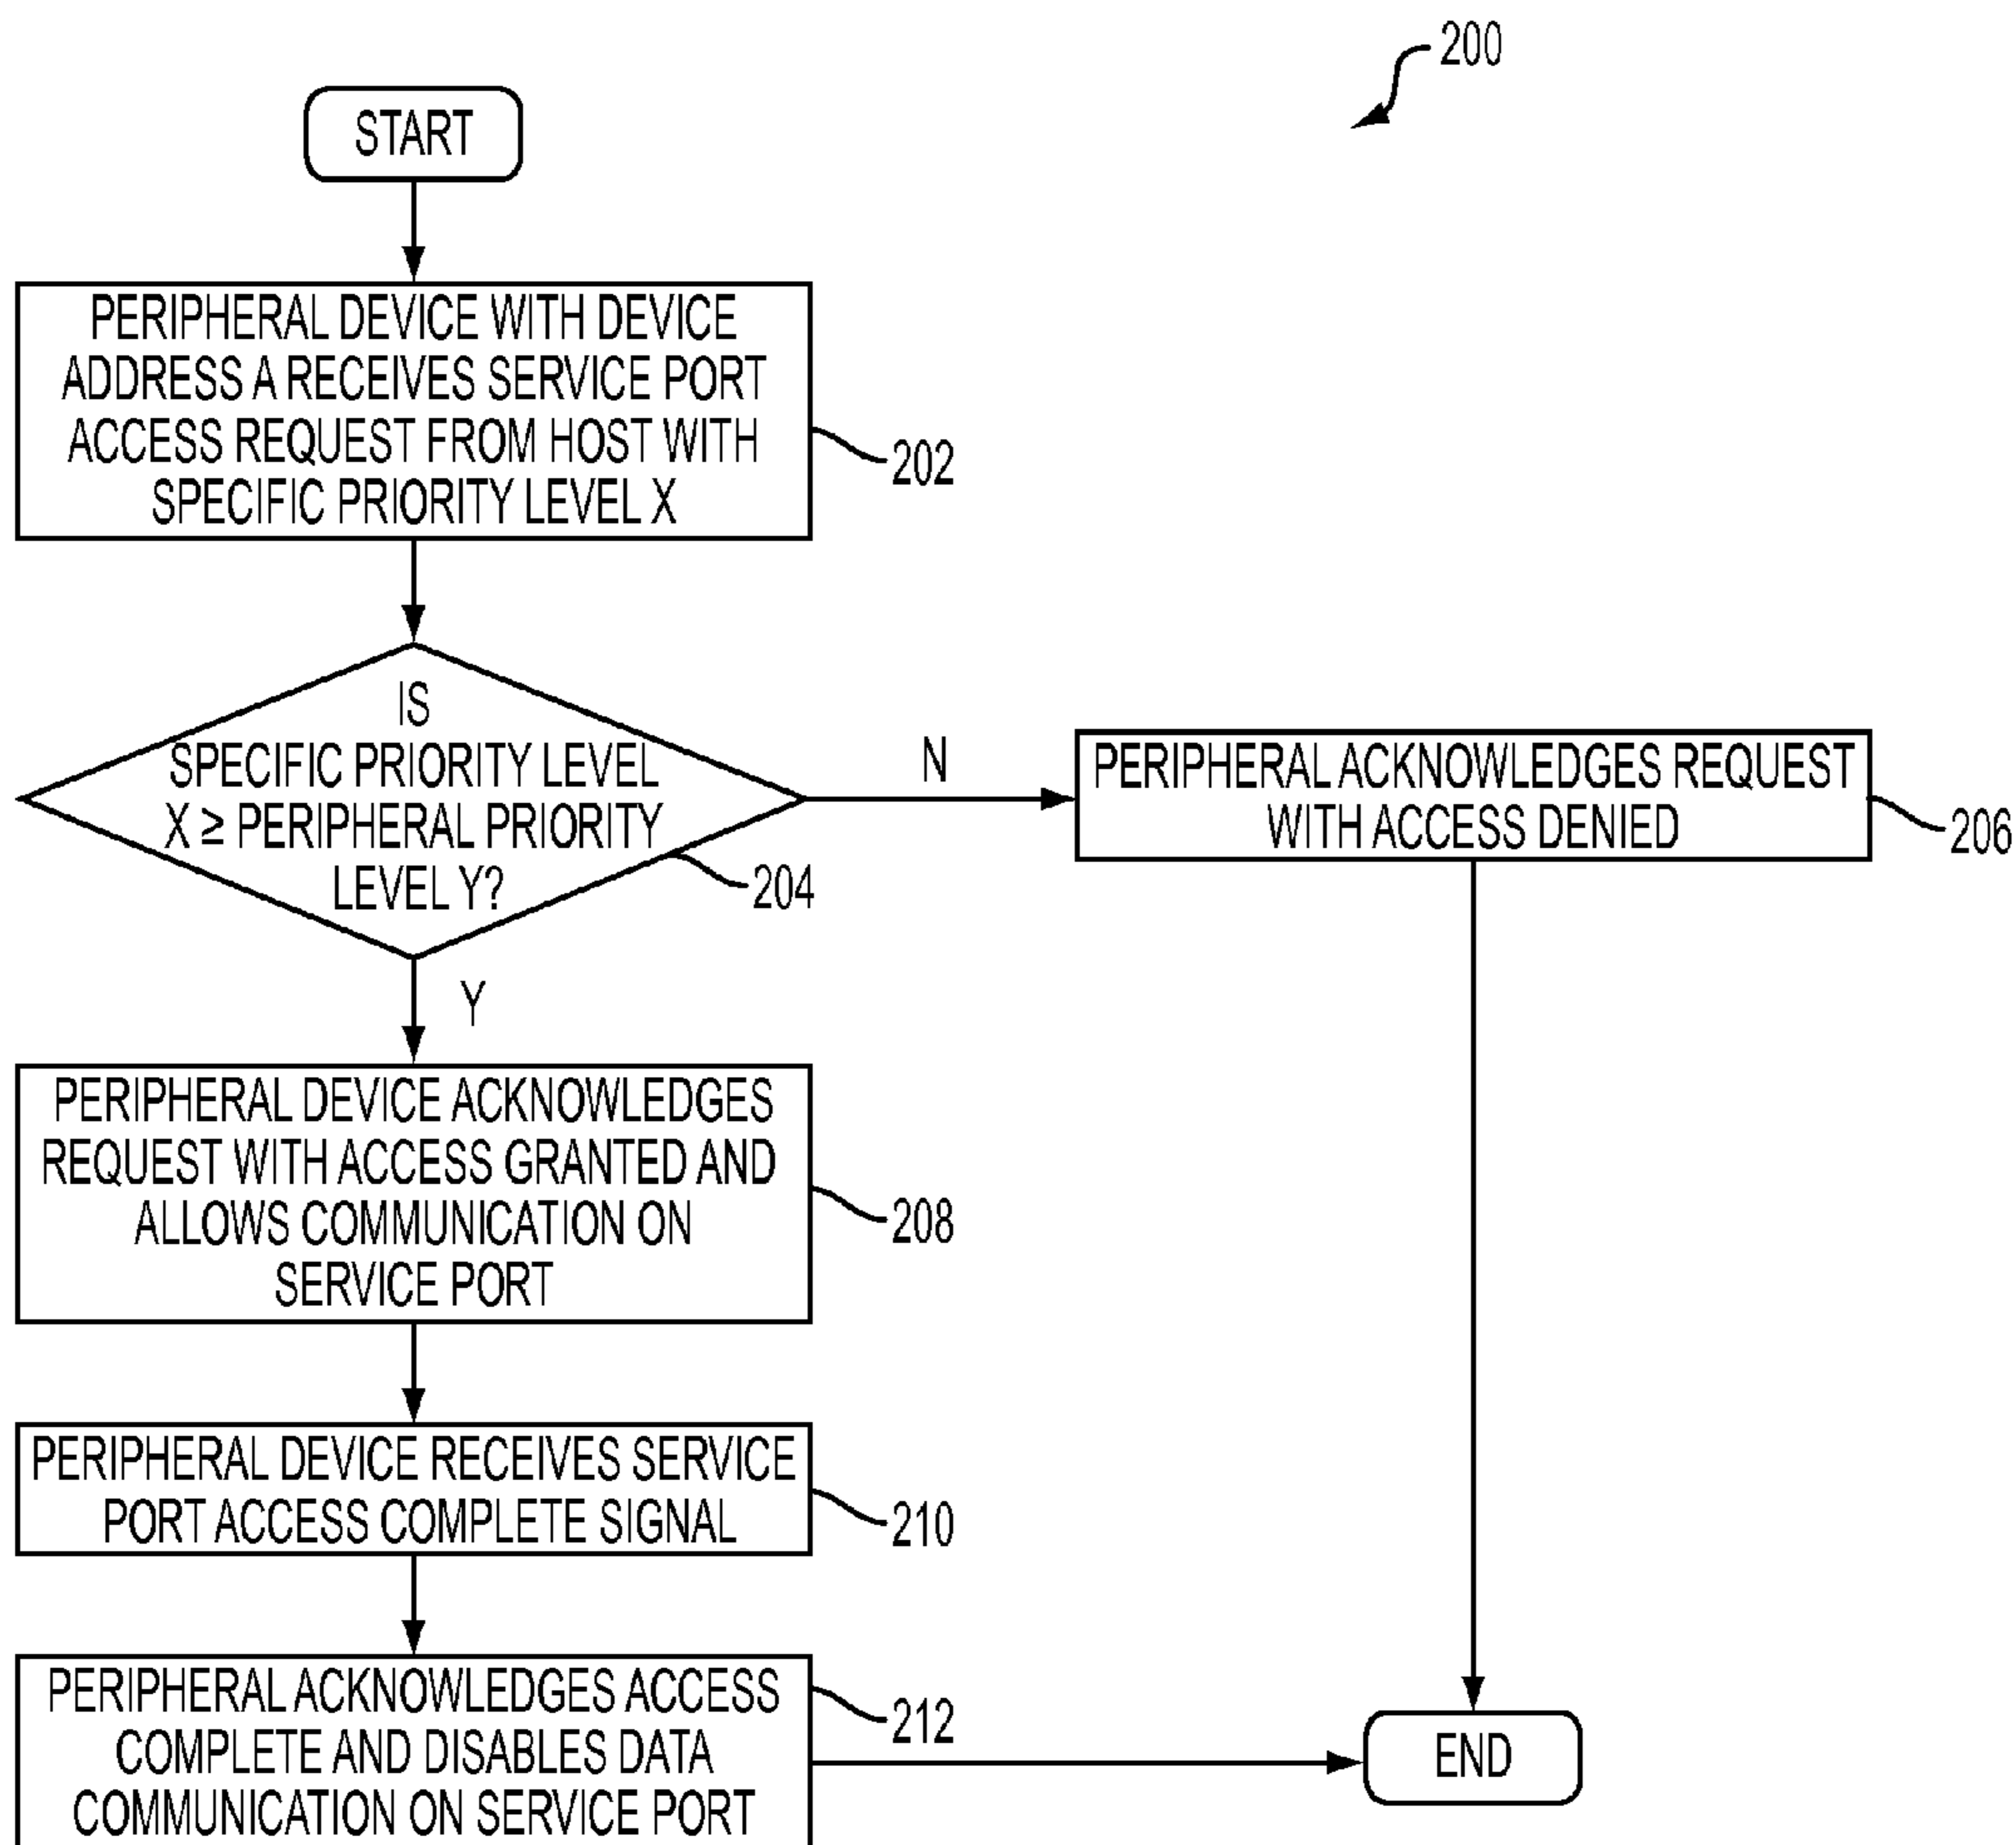 200
START
PERIPHERAL DEVICE WITH DEVICE
ADDRESS A RECEIVES SERVICE PORT
ACCESS REQUEST FROM HOST WITH
SPECIFIC PRIORITY LEVEL X
202
IS
SPECIFIC PRIORITY LEVEL
X ≥ PERIPHERAL PRIORITY
LEVEL Y?
204
N
PERIPHERAL ACKNOWLEDGES REQUEST
WITH ACCESS DENIED
206
Y
PERIPHERAL DEVICE ACKNOWLEDGES
REQUEST WITH ACCESS GRANTED AND
ALLOWS COMMUNICATION ON
SERVICE PORT
208
PERIPHERAL DEVICE RECEIVES SERVICE
PORT ACCESS COMPLETE SIGNAL
210
PERIPHERAL ACKNOWLEDGES ACCESS
COMPLETE AND DISABLES DATA
COMMUNICATION ON SERVICE PORT
212
END